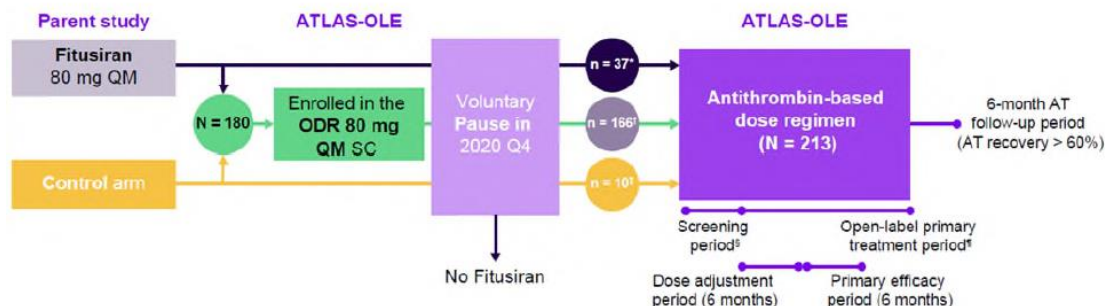 Parent study
ATLAS-OLE
ATLAS-OLE
Fitusiran
80 mg QM
N = 180
Enrolled in the
ODR 80 mg
QM SC
Control arm
Voluntary
Pause in
2020 Q4
No Fitusiran
n = 37*
n = 166†
n = 10‡
Antithrombin-based
dose regimen
(N = 213)
6-month AT
follow-up period
(AT recovery > 60%)
Screening
period§
Open-label primary
treatment period¶
Dose adjustment
period (6 months)
Primary efficacy
period (6 months)